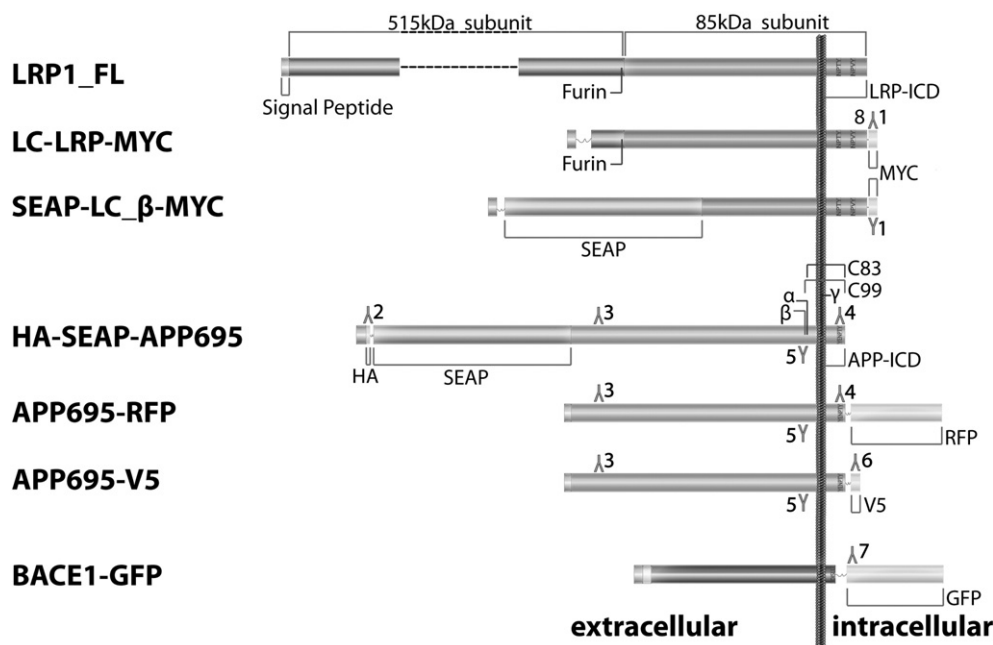 515kDa subunit 85kDa subunit
LRP1_FL
Furin
LRP-ICD
Signal Peptide
LC-LRP-MYC
8 1
Furin
MYC
SEAP-LC_β-MYC
1
SEAP
C83
C99
α γ
β
HA-SEAP-APP695
2 3 4
5
HA SEAP APP-ICD
APP695-RFP
3 4
5
RFP
APP695-V5
3 6
5
V5
BACE1-GFP
7
GFP
extracellular intracellular